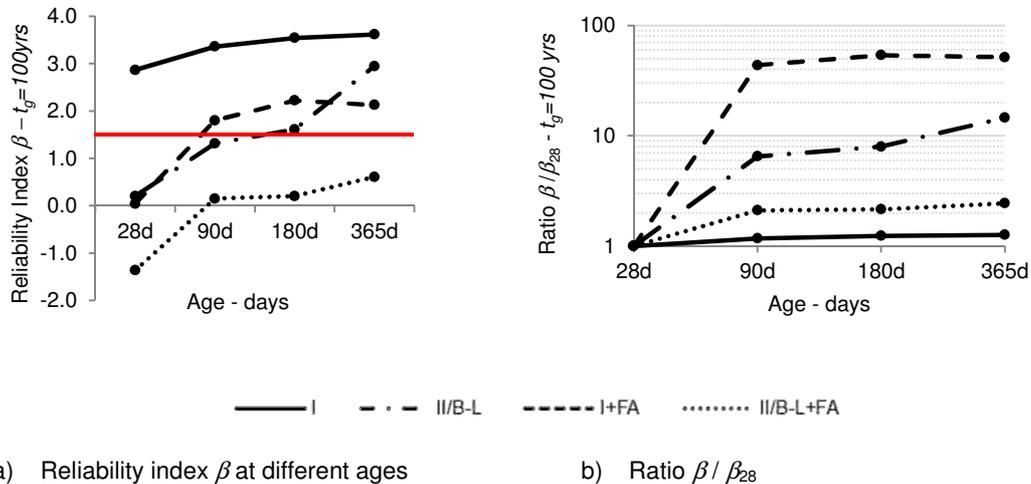 Reliability Index β – tg=100yrs
4.0
3.0
2.0
1.0
0.0
-1.0
-2.0
28d 90d 180d 365d
Age - days
Ratio β /β28 - tg=100 yrs
100
10
1
28d 90d 180d 365d
Age - days
I II/B-L I+FA II/B-L+FA
a) Reliability index β at different ages
b) Ratio β / β28